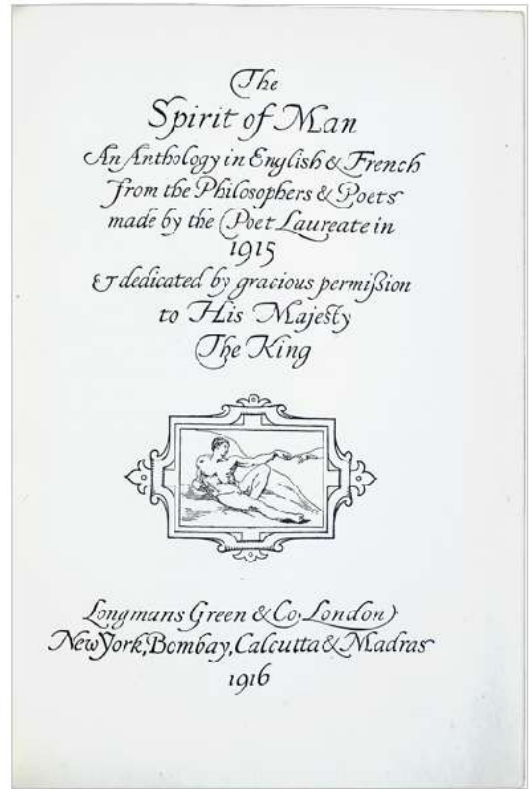 The
Spirit of Man
An Anthology in English & French
from the Philosophers & Poets
made by the Poet Laureate in
1915
& dedicated by gracious permißion
to His Majesty
The King
Longmans Green & Co. London
New York, Bombay, Calcutta & Madras
1916